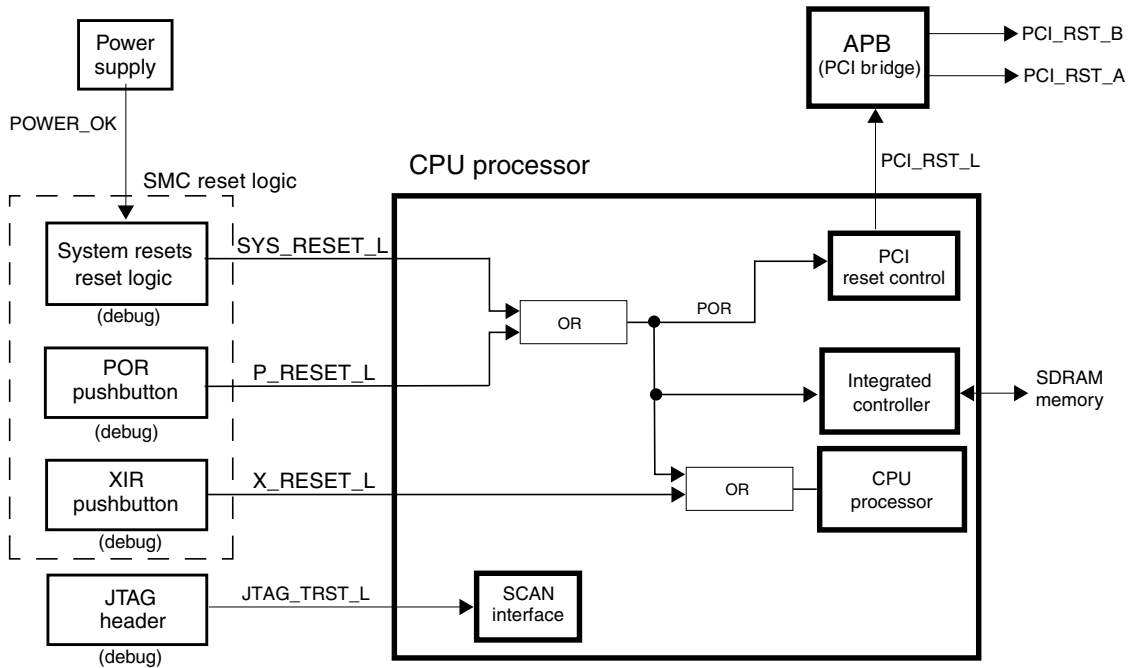 Power
supply
APB
(PCI bridge)
PCI_RST_B
PCI_RST_A
POWER_OK
PCI_RST_L
CPU processor
SMC reset logic
System resets
reset logic
(debug)
SYS_RESET_L
PCI
reset control
POR
OR
POR
pushbutton
(debug)
P_RESET_L
Integrated
controller
SDRAM
memory
XIR
pushbutton
(debug)
X_RESET_L
OR
CPU
processor
JTAG
header
(debug)
JTAG_TRST_L
SCAN
interface